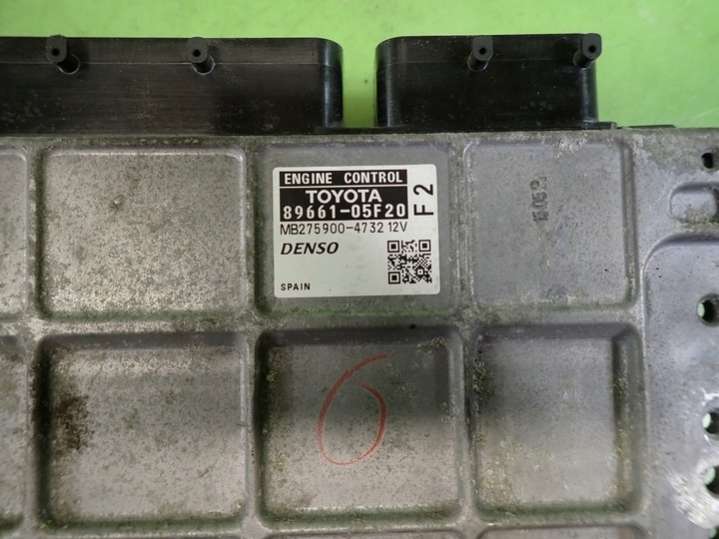 ENGINE CONTROL
TOYOTA
89661-05F20
F2
MB275900-4732 12V
DENSO
SPAIN
6